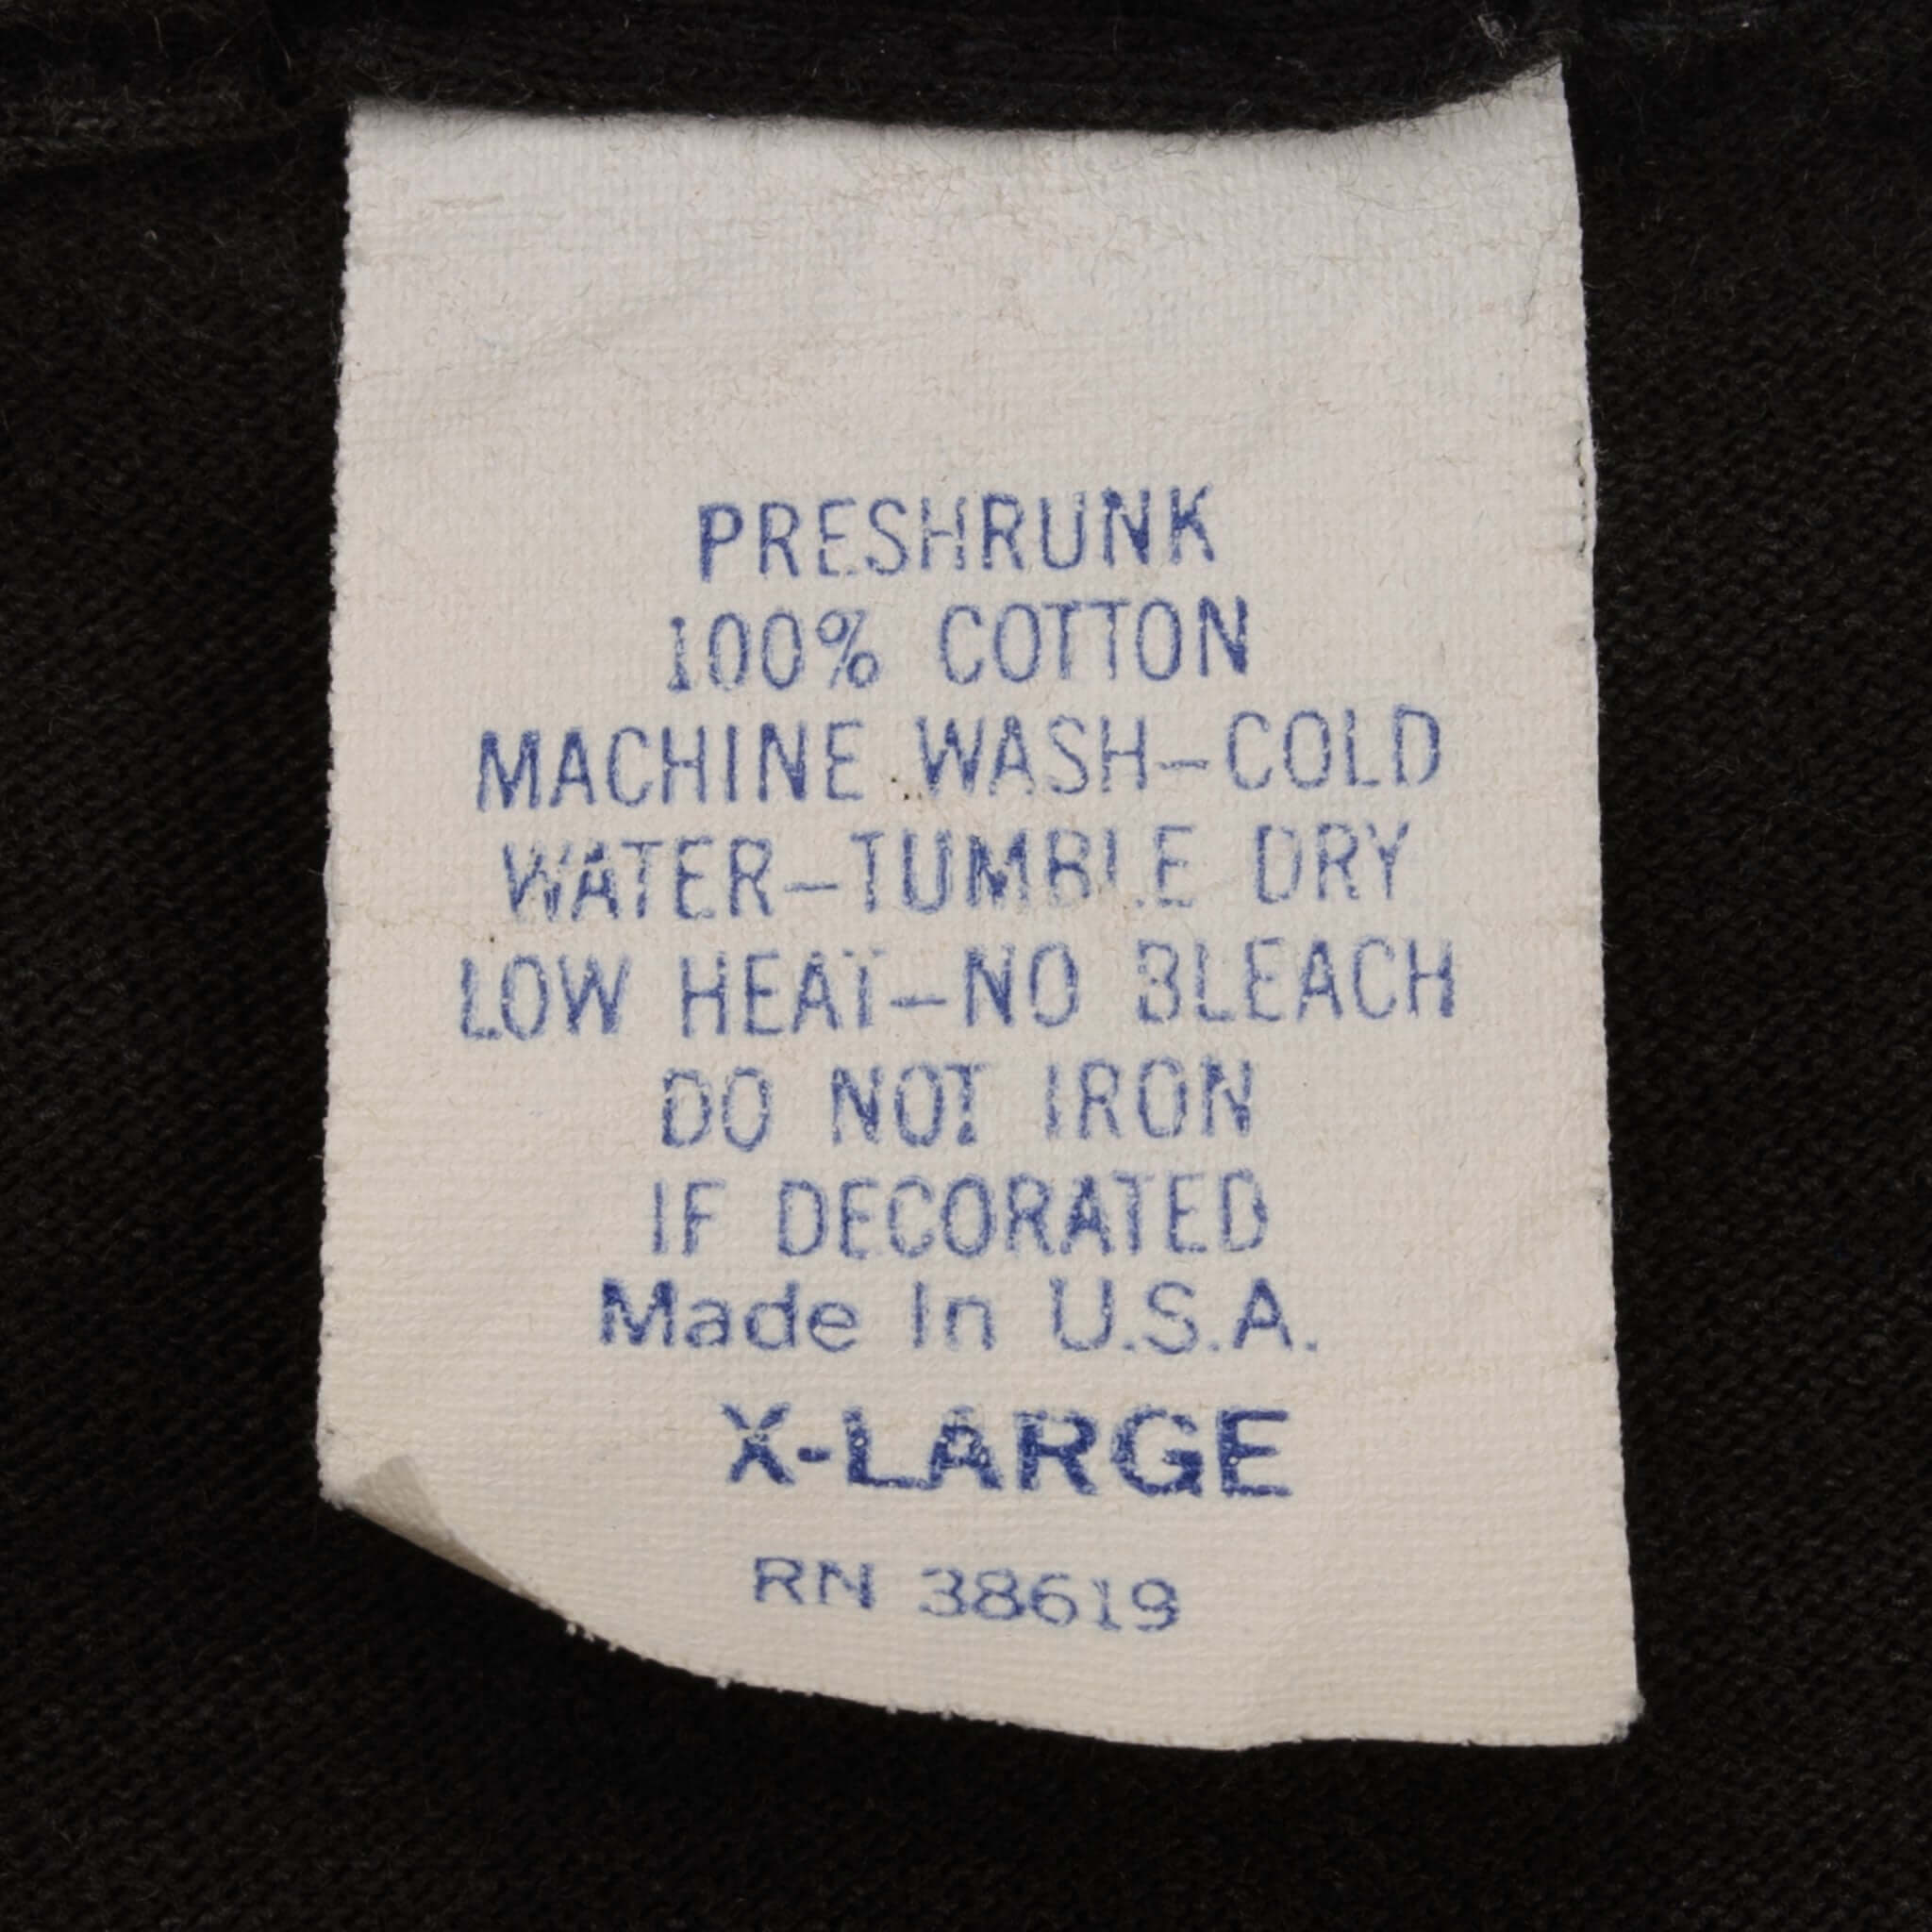 PRESHRUNK
100% COTTON
MACHINE WASH–COLD
WATER–TUMBLE DRY
LOW HEAT–NO BLEACH
DO NOT IRON
IF DECORATED
Made In U.S.A.
X-LARGE
RN 38619